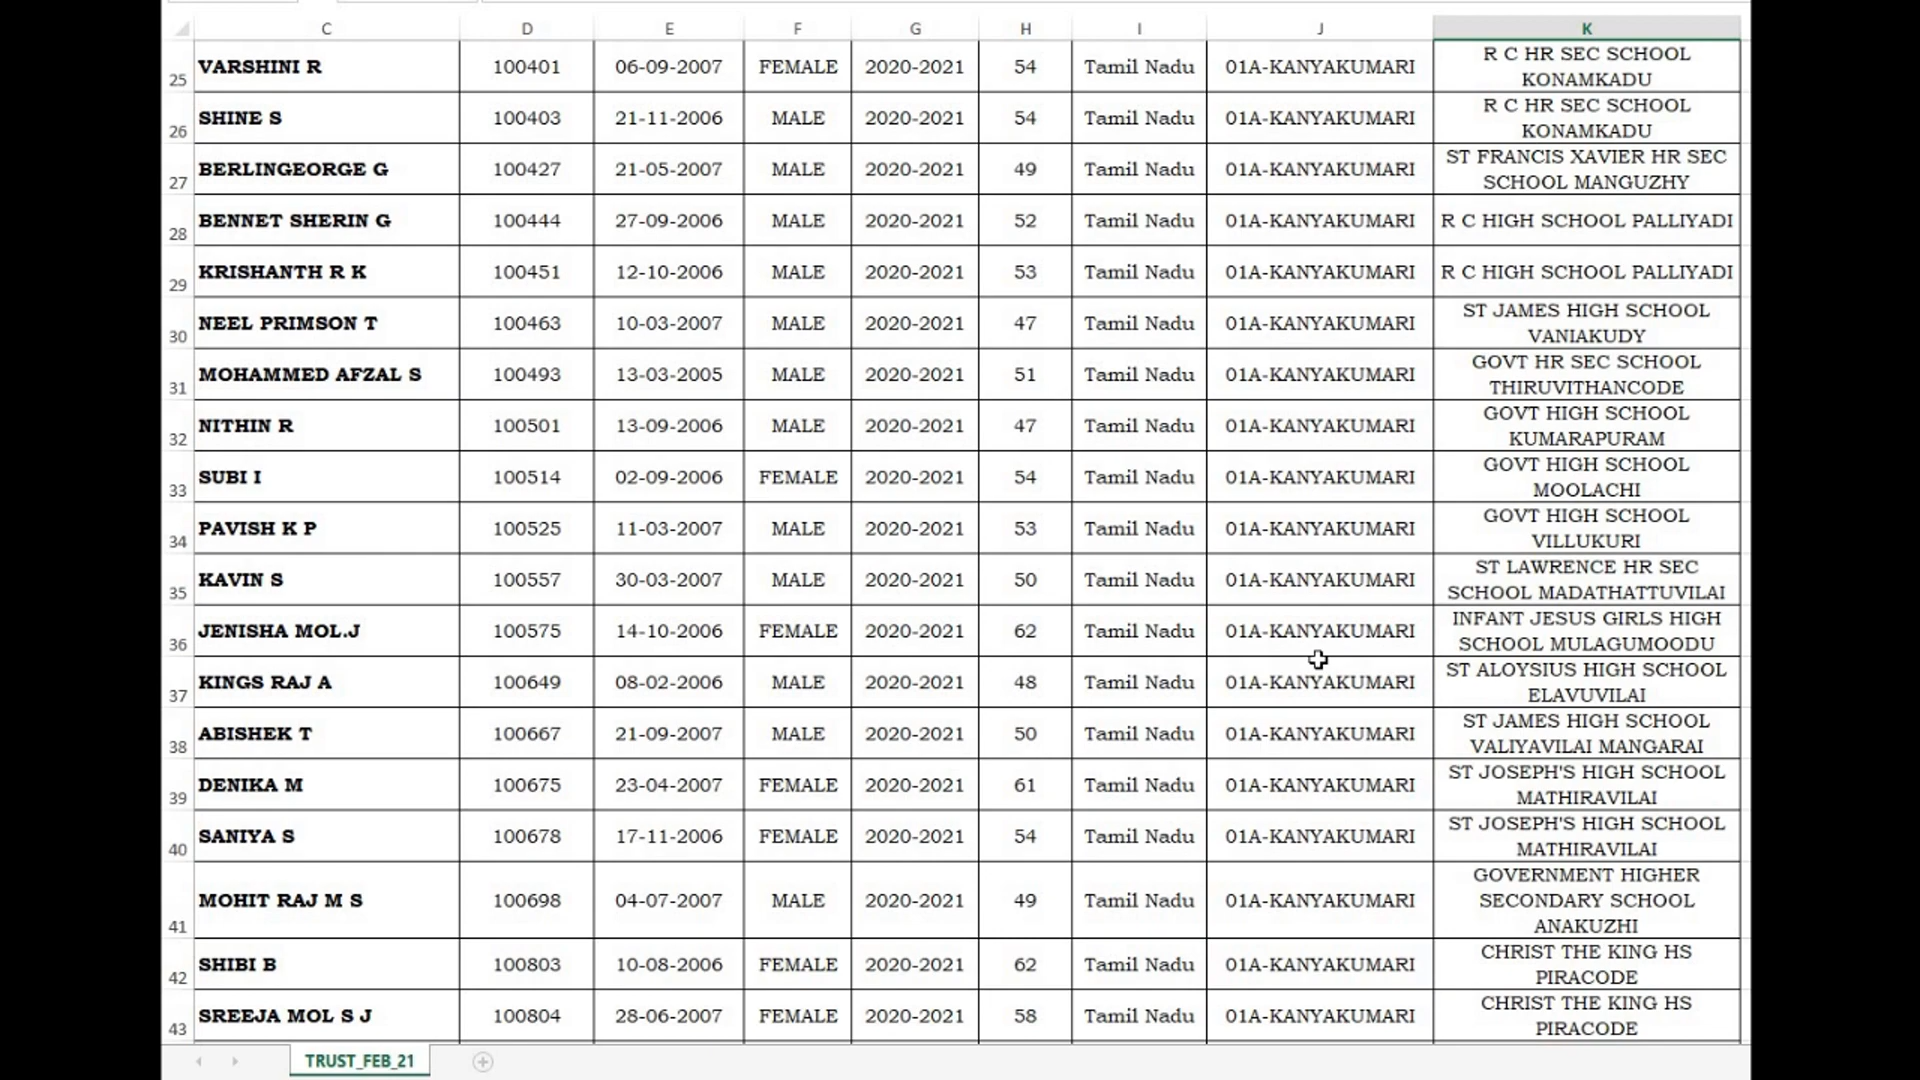 C D E F G H I J K
25 VARSHINI R 100401 06-09-2007 FEMALE 2020-2021 54 Tamil Nadu 01A-KANYAKUMARI R C HR SEC SCHOOL
KONAMKADU
26 SHINE S 100403 21-11-2006 MALE 2020-2021 54 Tamil Nadu 01A-KANYAKUMARI R C HR SEC SCHOOL
KONAMKADU
27 BERLINGEORGE G 100427 21-05-2007 MALE 2020-2021 49 Tamil Nadu 01A-KANYAKUMARI ST FRANCIS XAVIER HR SEC
SCHOOL MANGUZHY
28 BENNET SHERIN G 100444 27-09-2006 MALE 2020-2021 52 Tamil Nadu 01A-KANYAKUMARI R C HIGH SCHOOL PALLIYADI
29 KRISHANTH R K 100451 12-10-2006 MALE 2020-2021 53 Tamil Nadu 01A-KANYAKUMARI R C HIGH SCHOOL PALLIYADI
30 NEEL PRIMSON T 100463 10-03-2007 MALE 2020-2021 47 Tamil Nadu 01A-KANYAKUMARI ST JAMES HIGH SCHOOL
VANIAKUDY
31 MOHAMMED AFZAL S 100493 13-03-2005 MALE 2020-2021 51 Tamil Nadu 01A-KANYAKUMARI GOVT HR SEC SCHOOL
THIRUVITHANCODE
32 NITHIN R 100501 13-09-2006 MALE 2020-2021 47 Tamil Nadu 01A-KANYAKUMARI GOVT HIGH SCHOOL
KUMARAPURAM
33 SUBI I 100514 02-09-2006 FEMALE 2020-2021 54 Tamil Nadu 01A-KANYAKUMARI GOVT HIGH SCHOOL
MOOLACHI
34 PAVISH K P 100525 11-03-2007 MALE 2020-2021 53 Tamil Nadu 01A-KANYAKUMARI GOVT HIGH SCHOOL
VILLUKURI
35 KAVIN S 100557 30-03-2007 MALE 2020-2021 50 Tamil Nadu 01A-KANYAKUMARI ST LAWRENCE HR SEC
SCHOOL MADATHATTUVILAI
36 JENISHA MOL.J 100575 14-10-2006 FEMALE 2020-2021 62 Tamil Nadu 01A-KANYAKUMARI INFANT JESUS GIRLS HIGH
SCHOOL MULAGUMOODU
37 KINGS RAJ A 100649 08-02-2006 MALE 2020-2021 48 Tamil Nadu 01A-KANYAKUMARI ST ALOYSIUS HIGH SCHOOL
ELAVUVILAI
38 ABISHEK T 100667 21-09-2007 MALE 2020-2021 50 Tamil Nadu 01A-KANYAKUMARI ST JAMES HIGH SCHOOL
VALIYAVILAI MANGARAI
39 DENIKA M 100675 23-04-2007 FEMALE 2020-2021 61 Tamil Nadu 01A-KANYAKUMARI ST JOSEPH'S HIGH SCHOOL
MATHIRAVILAI
40 SANIYA S 100678 17-11-2006 FEMALE 2020-2021 54 Tamil Nadu 01A-KANYAKUMARI ST JOSEPH'S HIGH SCHOOL
MATHIRAVILAI
41 MOHIT RAJ M S 100698 04-07-2007 MALE 2020-2021 49 Tamil Nadu 01A-KANYAKUMARI GOVERNMENT HIGHER
SECONDARY SCHOOL
ANAKUZHI
42 SHIBI B 100803 10-08-2006 FEMALE 2020-2021 62 Tamil Nadu 01A-KANYAKUMARI CHRIST THE KING HS
PIRACODE
43 SREEJA MOL S J 100804 28-06-2007 FEMALE 2020-2021 58 Tamil Nadu 01A-KANYAKUMARI CHRIST THE KING HS
PIRACODE
TRUST_FEB_21